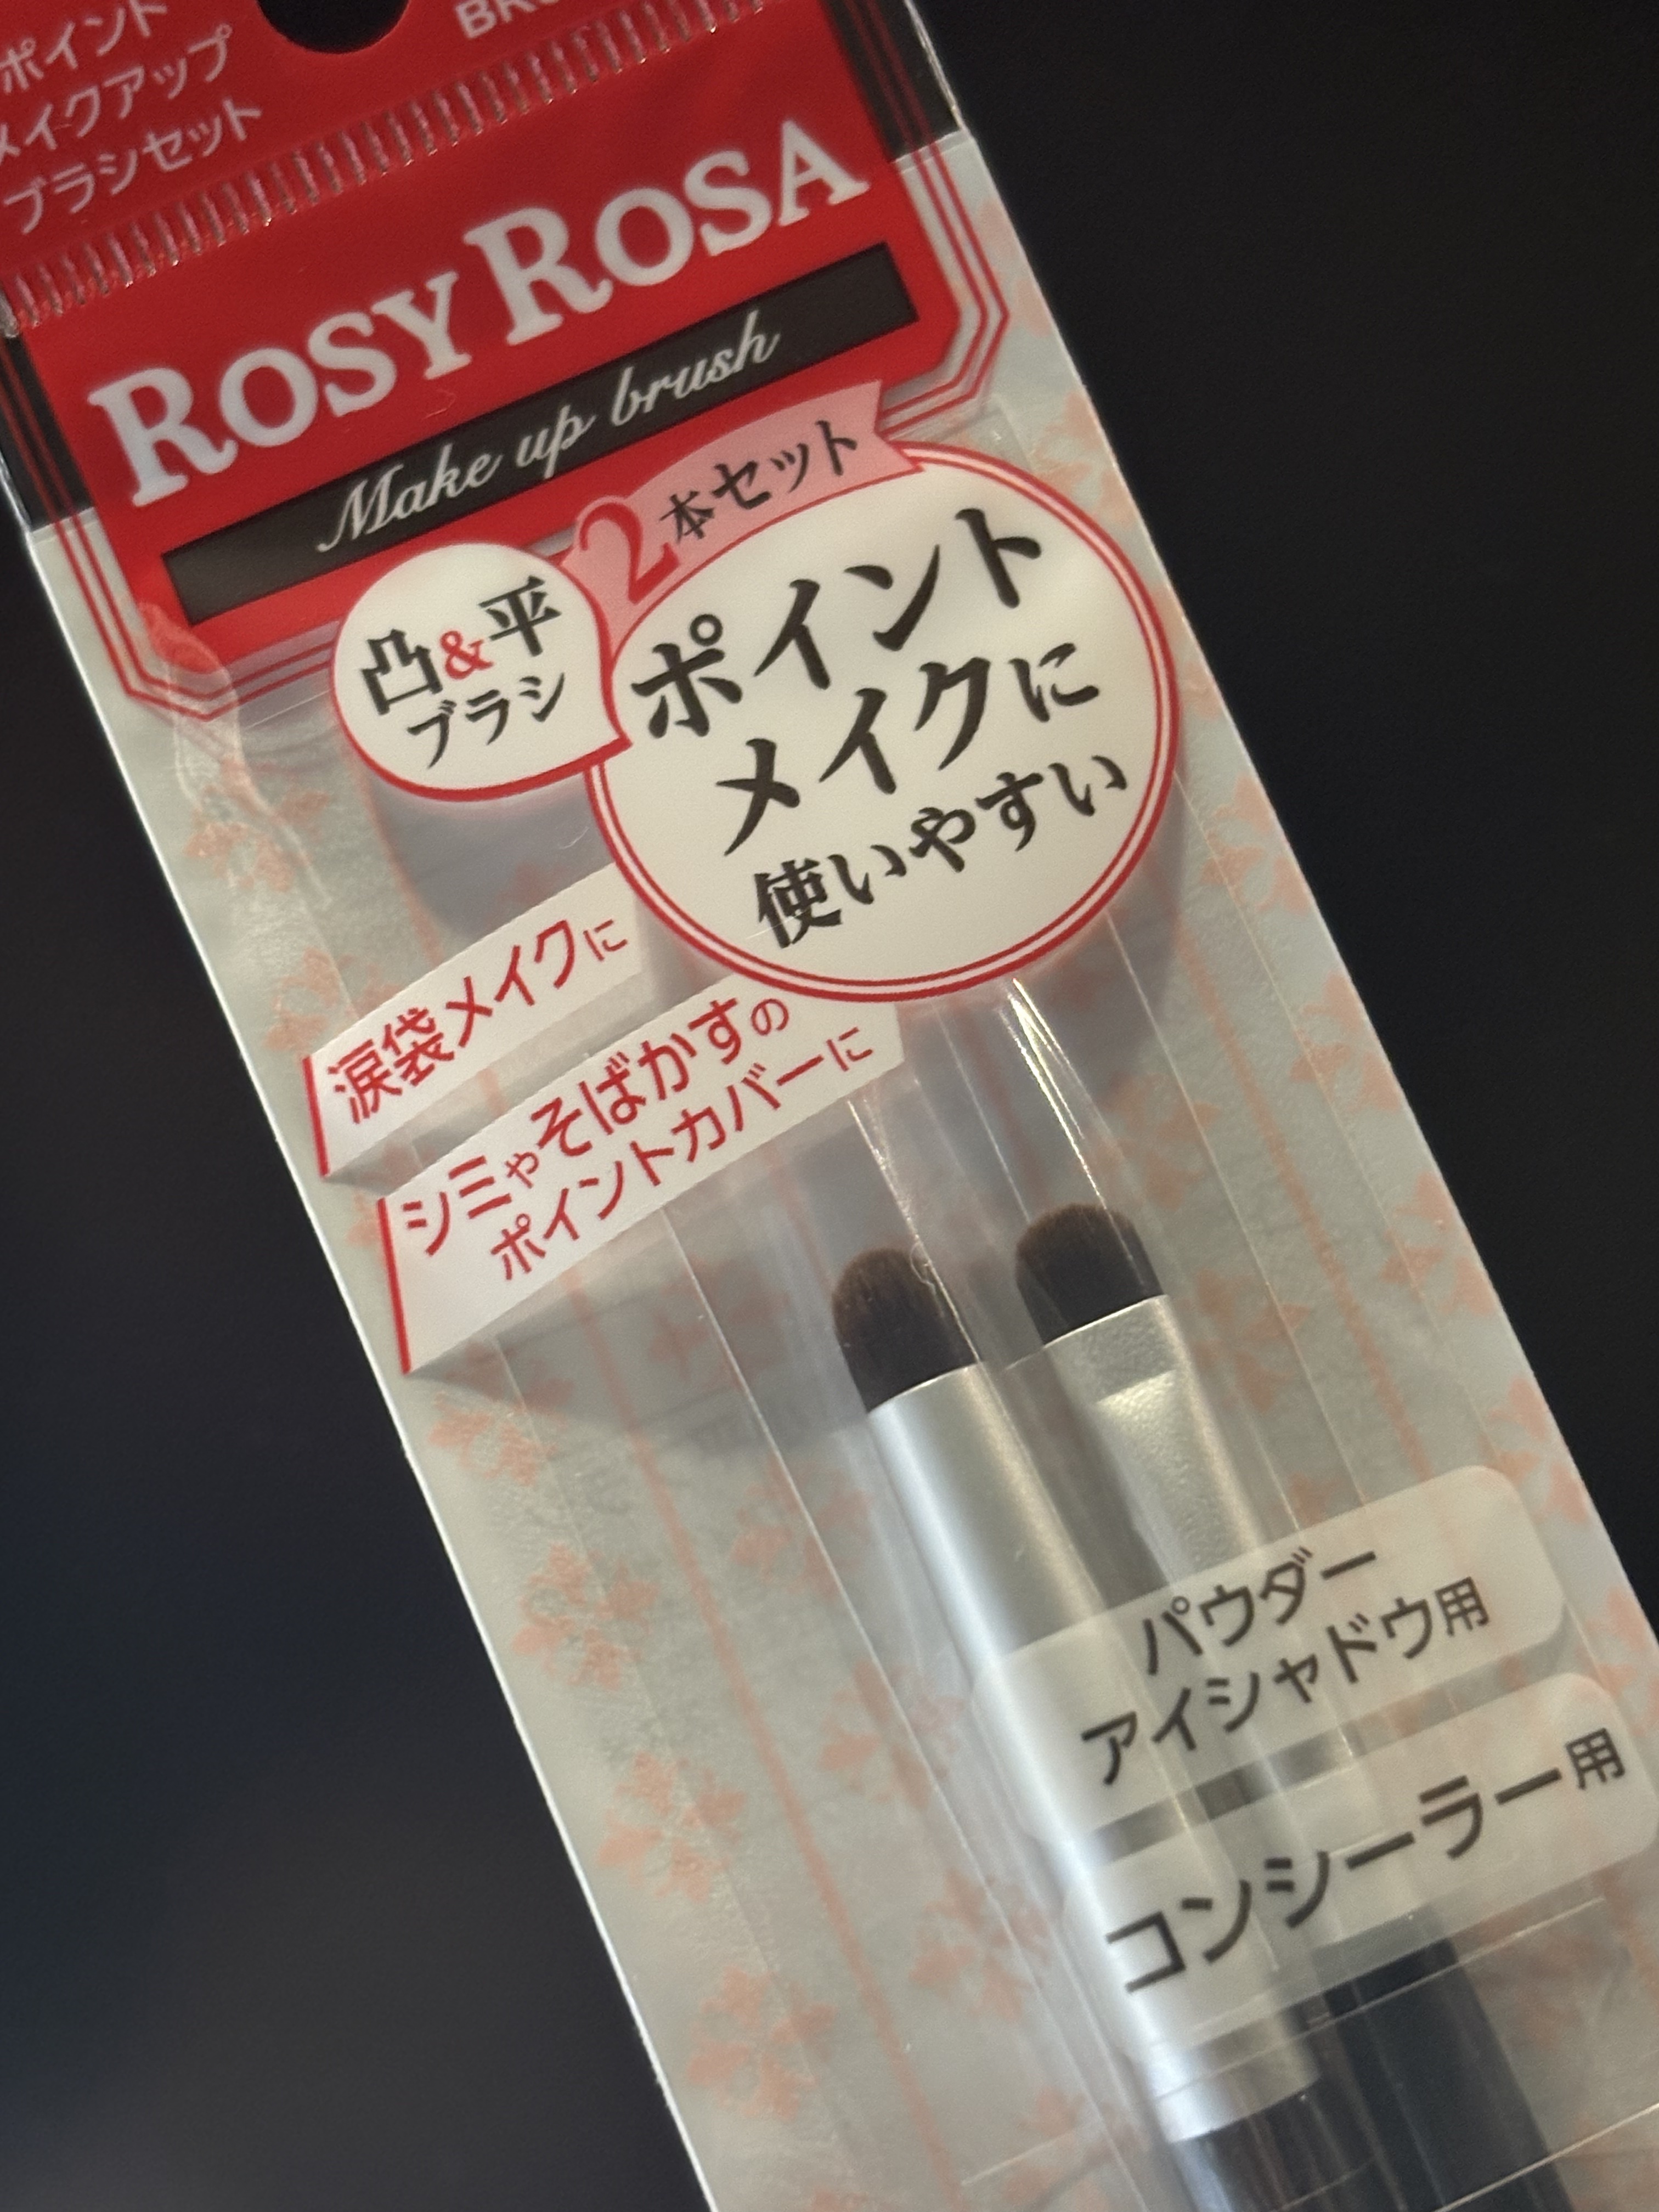 ポイント
メイクアップ
ブラシセット
ROSY ROSA
Make up brush
2本セット
凸&平
ブラシ
ポイント
メイクに
使いやすい
涙袋メイクに
シミやそばかすの
ポイントカバーに
パウダー
アイシャドウ用
コンシーラー用